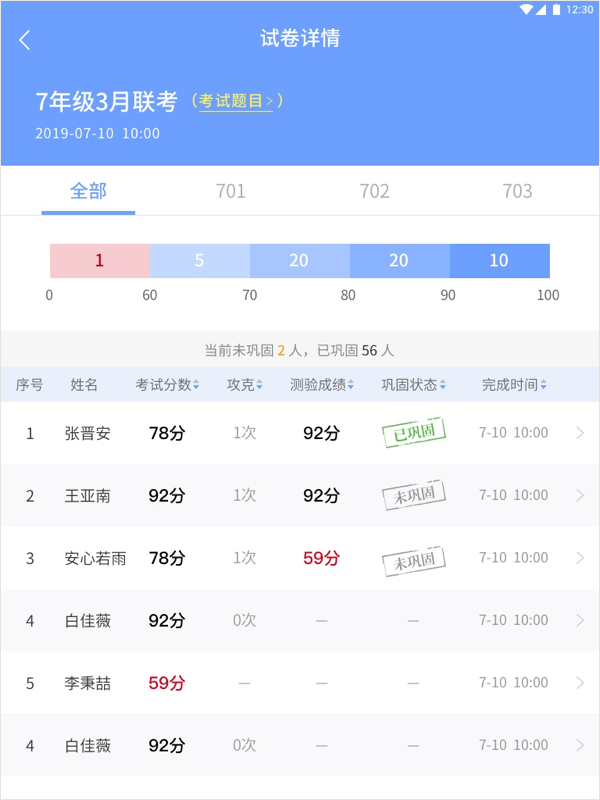 12:30
试卷详情
7年级3月联考 （考试题目>）
2019-07-10 10:00
全部 701 702 703
1 5 20 20 10
0 60 70 80 90 100
当前未巩固 2 人，已巩固 56 人
序号 姓名 考试分数 攻克 测验成绩 巩固状态 完成时间
1 张晋安 78分 1次 92分 已巩固 7-10 10:00
2 王亚南 92分 1次 92分 未巩固 7-10 10:00
3 安心若雨 78分 1次 59分 未巩固 7-10 10:00
4 白佳薇 92分 0次 — — 7-10 10:00
5 李秉喆 59分 — — — 7-10 10:00
4 白佳薇 92分 0次 — — 7-10 10:00